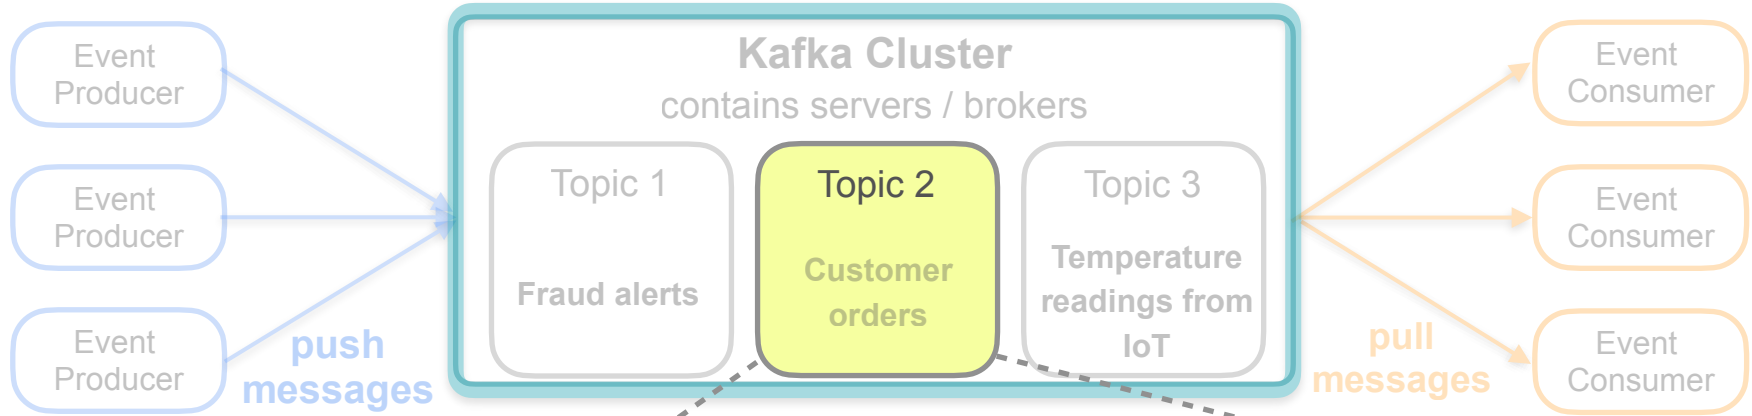 Event
Producer
Event
Producer
Event
Producer
push
messages
Kafka Cluster
contains servers / brokers
Topic 1
Fraud alerts
Topic 2
Customer
orders
Topic 3
Temperature
readings from
IoT
pull
messages
Event
Consumer
Event
Consumer
Event
Consumer